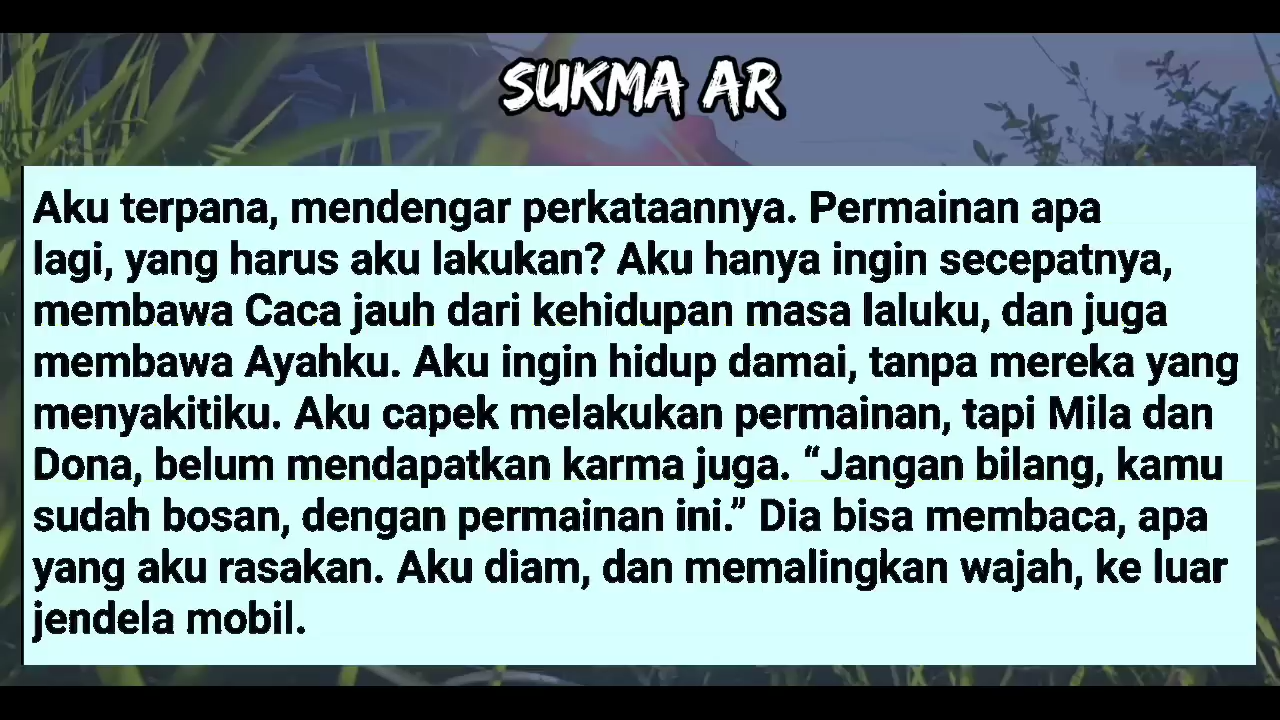 SUKMA AR
Aku terpana, mendengar perkataannya. Permainan apa
lagi, yang harus aku lakukan? Aku hanya ingin secepatnya,
membawa Caca jauh dari kehidupan masa laluku, dan juga
membawa Ayahku. Aku ingin hidup damai, tanpa mereka yang
menyakitiku. Aku capek melakukan permainan, tapi Mila dan
Dona, belum mendapatkan karma juga. “Jangan bilang, kamu
sudah bosan, dengan permainan ini.” Dia bisa membaca, apa
yang aku rasakan. Aku diam, dan memalingkan wajah, ke luar
jendela mobil.